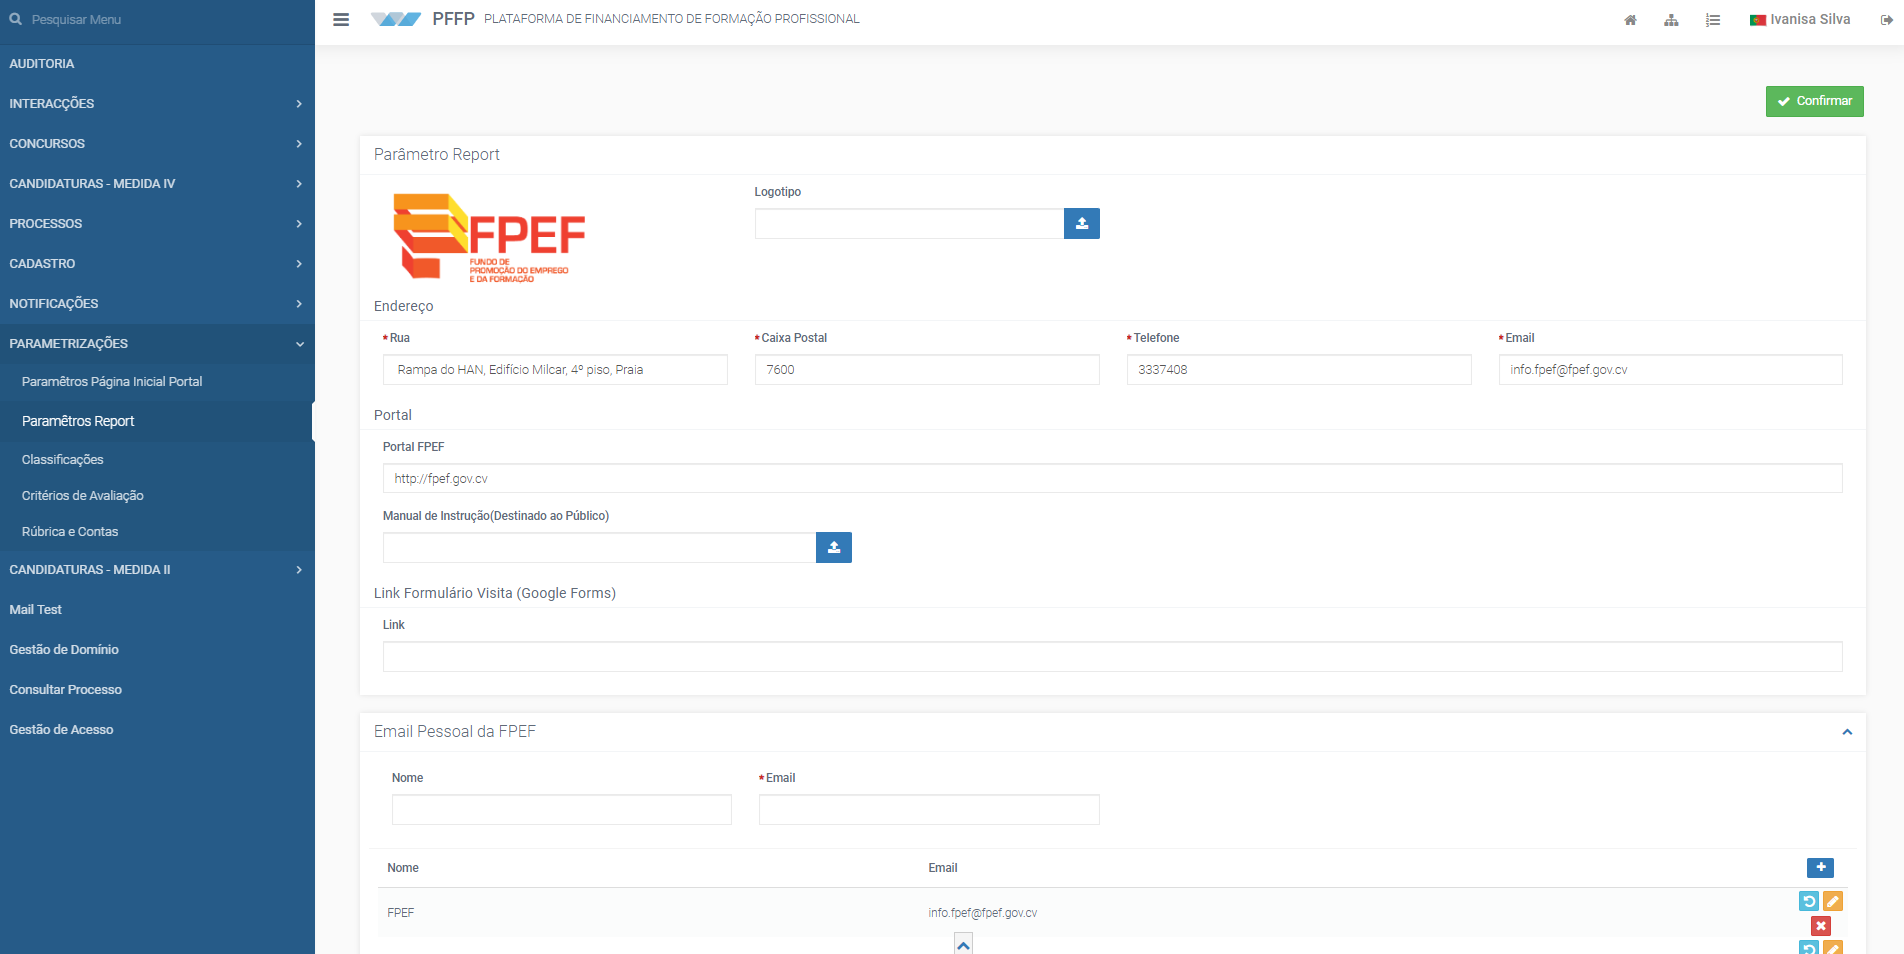 Pesquisar Menu
AUDITORIA
INTERACÇÕES
CONCURSOS
CANDIDATURAS - MEDIDA IV
PROCESSOS
CADASTRO
NOTIFICAÇÕES
PARAMETRIZAÇÕES
Paramêtros Página Inicial Portal
Paramêtros Report
Classificações
Critérios de Avaliação
Rúbrica e Contas
CANDIDATURAS - MEDIDA II
Mail Test
Gestão de Domínio
Consultar Processo
Gestão de Acesso
PFFP PLATAFORMA DE FINANCIAMENTO DE FORMAÇÃO PROFISSIONAL
Ivanisa Silva
Confirmar
Parâmetro Report
FPEF
FUNDO DE
PROMOÇÃO DO EMPREGO
E DA FORMAÇÃO
Logotipo
Endereço
*Rua *Caixa Postal *Telefone *Email
Rampa do HAN, Edifício Milcar, 4º piso, Praia 7600 3337408 info.fpef@fpef.gov.cv
Portal
Portal FPEF
http://fpef.gov.cv
Manual de Instrução(Destinado ao Público)
Link Formulário Visita (Google Forms)
Link
Email Pessoal da FPEF
Nome *Email
Nome Email
FPEF info.fpef@fpef.gov.cv